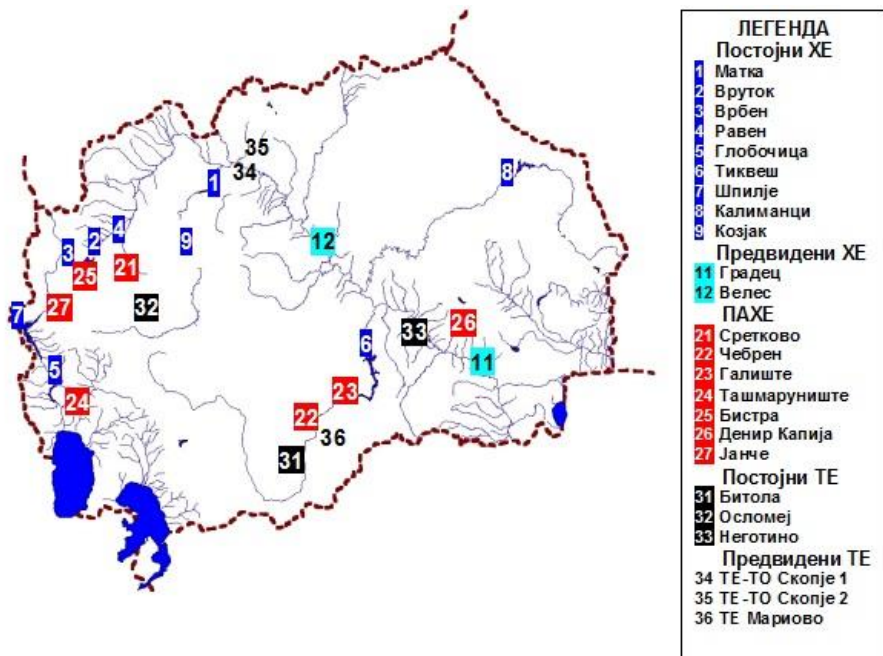 ЛЕГЕНДА
Постојни ХЕ
1 Матка
2 Вруток
3 Врбен
4 Равен
5 Глобочица
6 Тиквеш
7 Шпилје
8 Калиманци
9 Козјак
Предвидени ХЕ
11 Градец
12 Велес
ПАХЕ
21 Сретково
22 Чебрен
23 Галиште
24 Ташмаруниште
25 Бистра
26 Денир Капија
27 Јанче
Постојни ТЕ
31 Битола
32 Осломеј
33 Неготино
Предвидени ТЕ
34 ТЕ-ТО Скопје 1
35 ТЕ-ТО Скопје 2
36 ТЕ Мариово
35
34
8
1
4
2
9
12
3
21
25
27
32
7
26
33
6
11
5
23
24
22
36
31